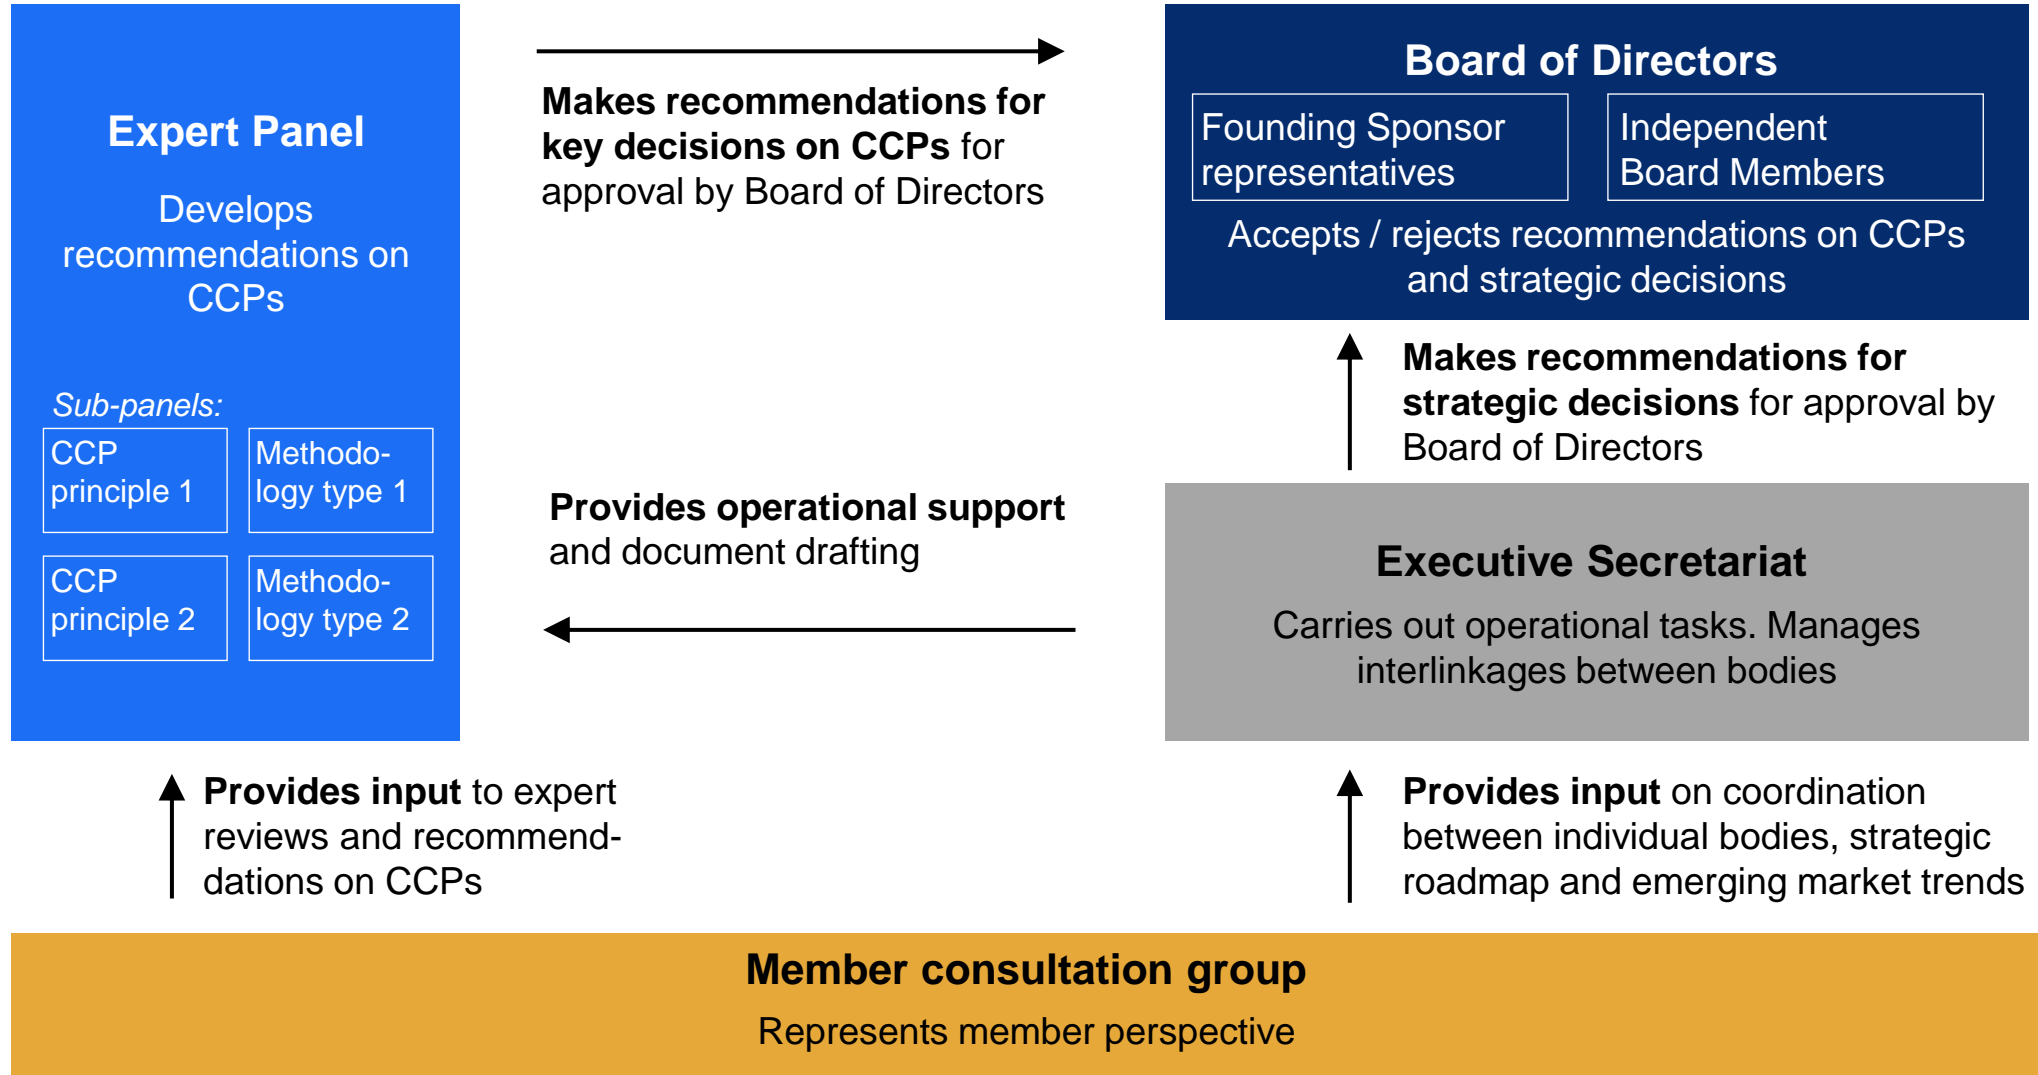 Expert Panel
Develops
recommendations on
CCPs
Sub-panels:
CCP
principle 1
Methodo-
logy type 1
CCP
principle 2
Methodo-
logy type 2
Makes recommendations for
key decisions on CCPs for
approval by Board of Directors
Board of Directors
Founding Sponsor
representatives
Independent
Board Members
Accepts / rejects recommendations on CCPs
and strategic decisions
Makes recommendations for
strategic decisions for approval by
Board of Directors
Provides operational support
and document drafting
Executive Secretariat
Carries out operational tasks. Manages
interlinkages between bodies
Provides input to expert
reviews and recommend-
dations on CCPs
Provides input on coordination
between individual bodies, strategic
roadmap and emerging market trends
Member consultation group
Represents member perspective